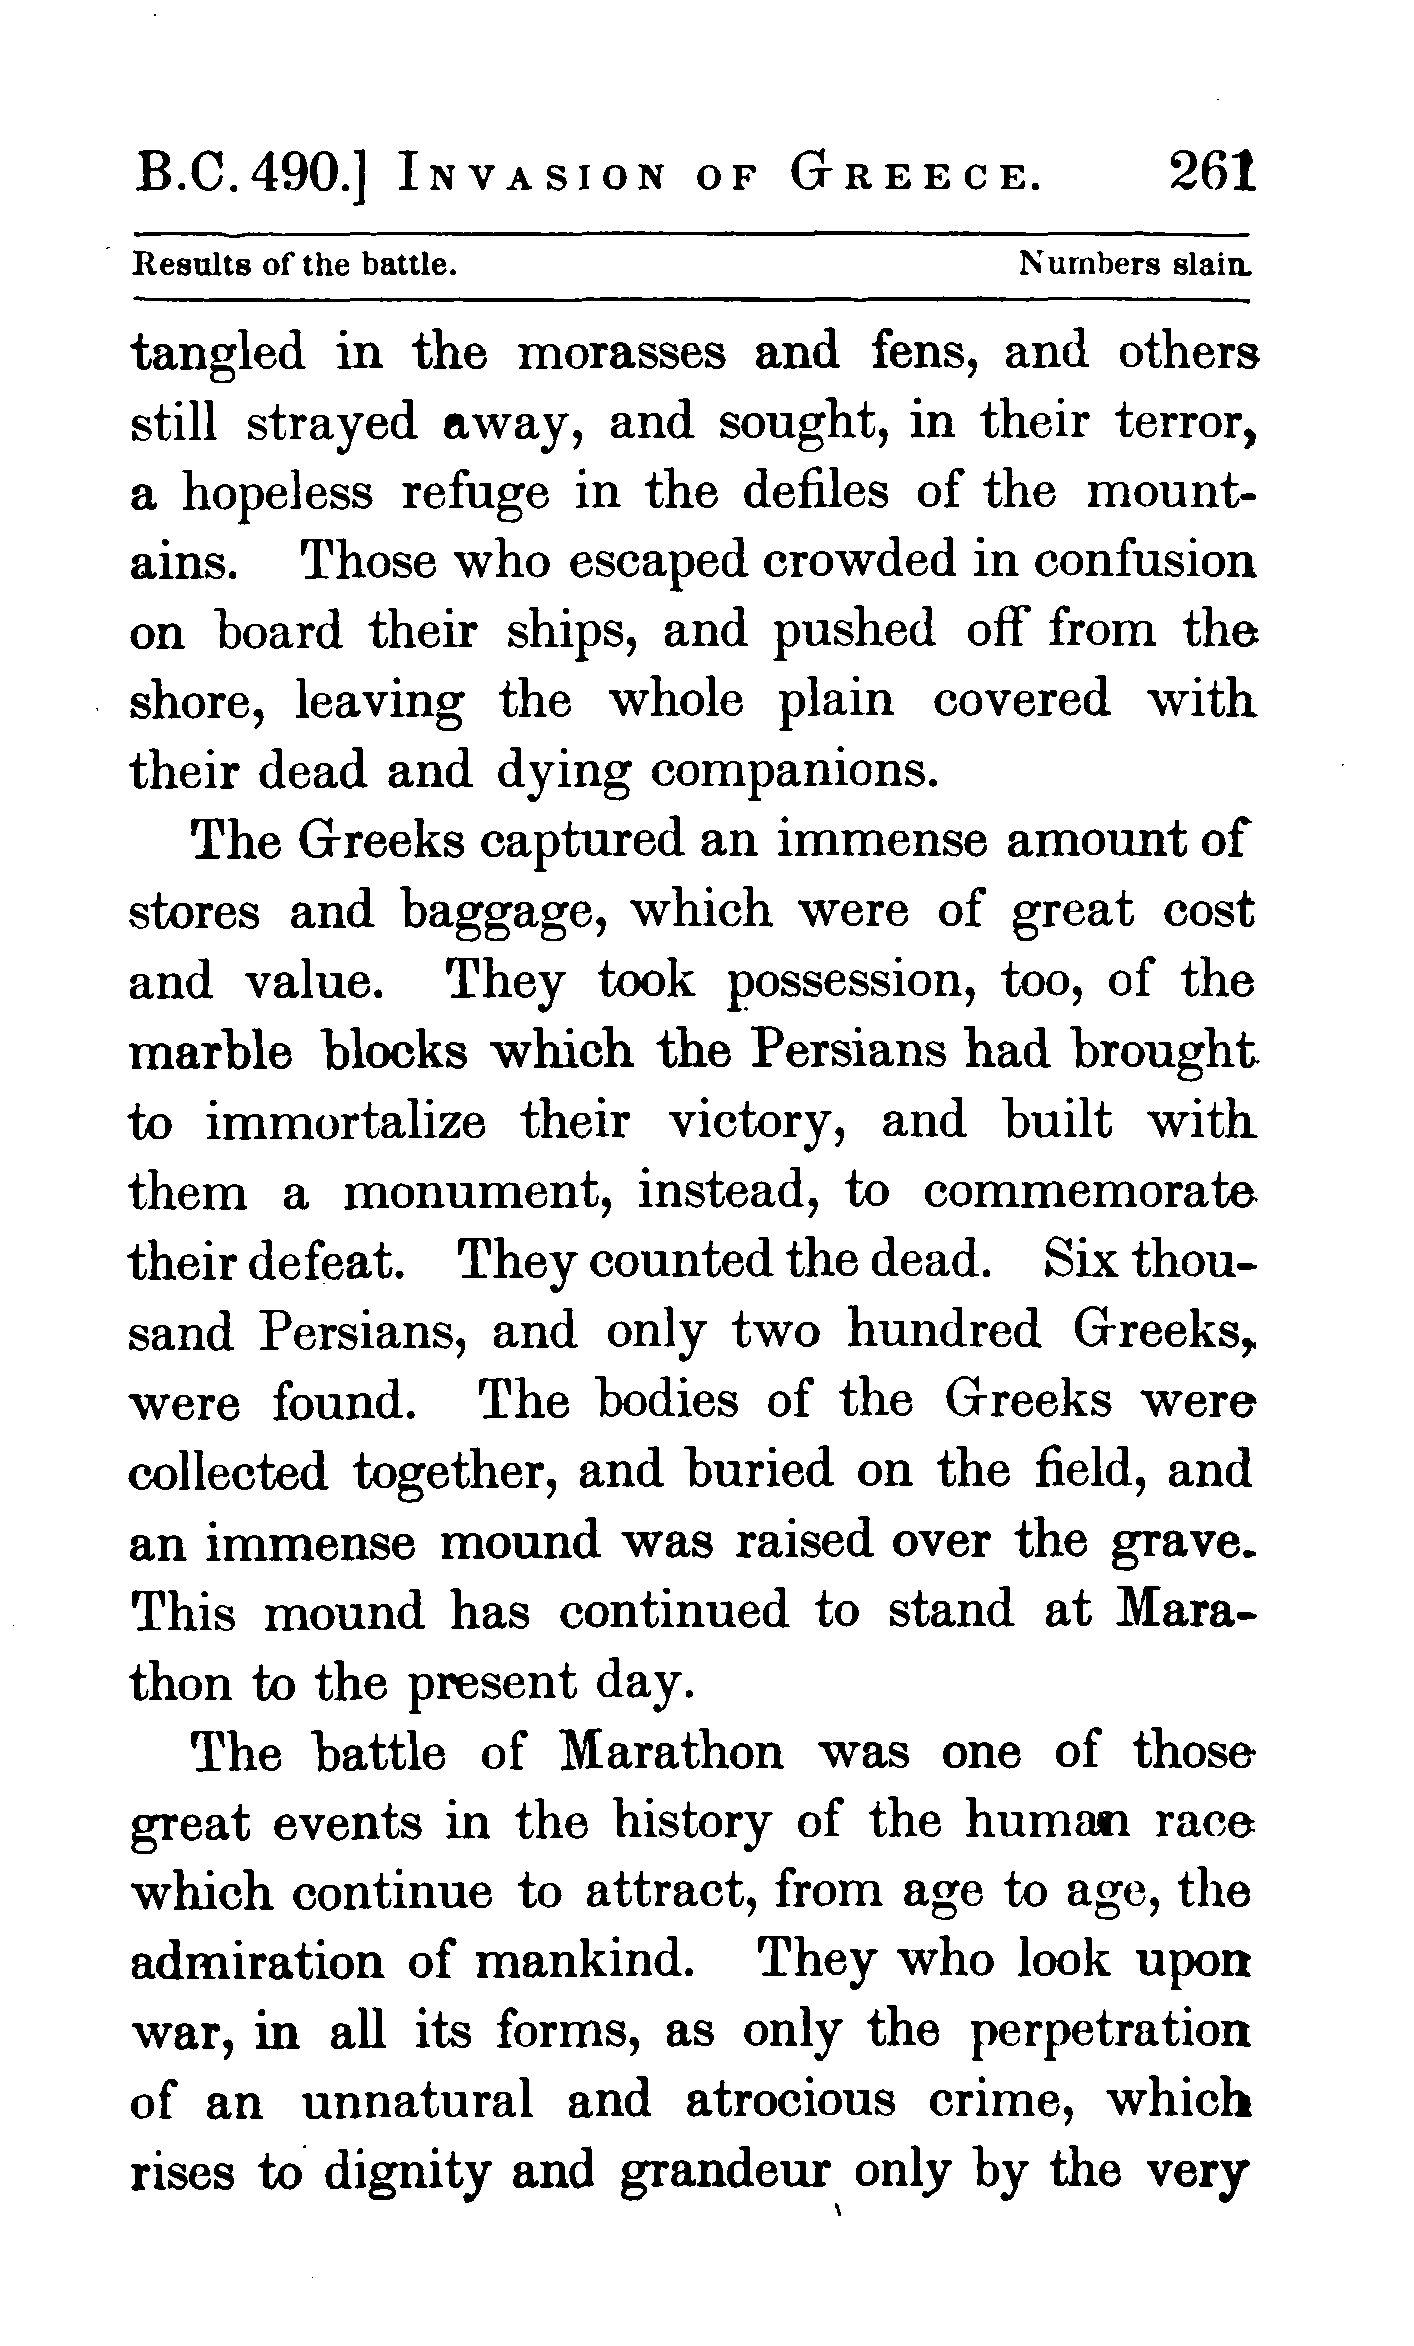 B.C. 490.] INVASION OF GREECE. 261
Results of the battle. Numbers slain.
tangled in the morasses and fens, and others
still strayed away, and sought, in their terror,
a hopeless refuge in the defiles of the mount-
ains. Those who escaped crowded in confusion
on board their ships, and pushed off from the
shore, leaving the whole plain covered with
their dead and dying companions.
The Greeks captured an immense amount of
stores and baggage, which were of great cost
and value. They took possession, too, of the
marble blocks which the Persians had brought
to immortalize their victory, and built with
them a monument, instead, to commemorate
their defeat. They counted the dead. Six thou-
sand Persians, and only two hundred Greeks,
were found. The bodies of the Greeks were
collected together, and buried on the field, and
an immense mound was raised over the grave.
This mound has continued to stand at Mara-
thon to the present day.
The battle of Marathon was one of those
great events in the history of the human race
which continue to attract, from age to age, the
admiration of mankind. They who look upon
war, in all its forms, as only the perpetration
of an unnatural and atrocious crime, which
rises to dignity and grandeur only by the very